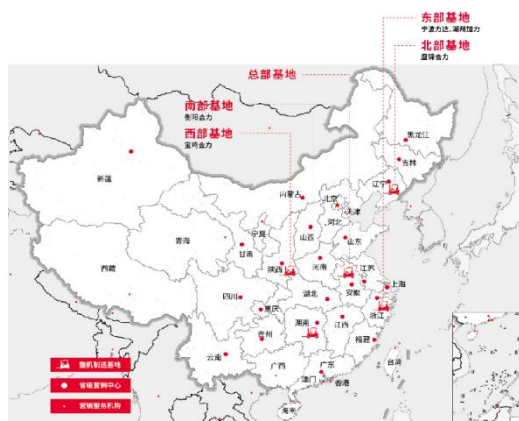 东部基地
宁波力达、湖州加力
北部基地
盘锦合力
总部基地
南部基地
衡阳合力
西部基地
宝鸡合力
黑龙江
吉林
辽宁
新疆
内蒙古
北京
天津
河北
山西
山东
宁夏
青海
甘肃
陕西
河南
江苏
西藏
安徽
上海
四川
重庆
湖北
浙江
湖南
江西
贵州
福建
云南
广西
广东
台湾
澳门
香港
海南
整机制造基地
省级营销中心
营销服务机构